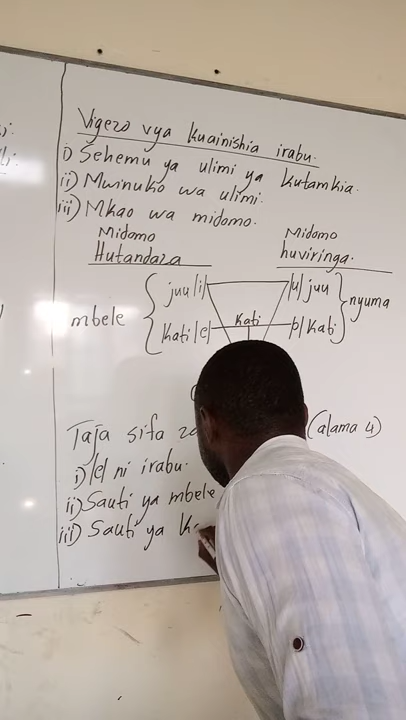 Vigezo vya kuainishia irabu.
i) Sehemu ya ulimi ya kutamkia.
ii) Mwinuko wa ulimi.
iii) Mkao wa midomo.
Midomo Midomo
Hutandaza huviringa.
juu |i| |u| juu
mbele nyuma
Kati |e| Kati Kati
Taja sifa (alama 4)
i) |e| ni irabu.
ii) Sauti ya mbele
iii) Sauti ya